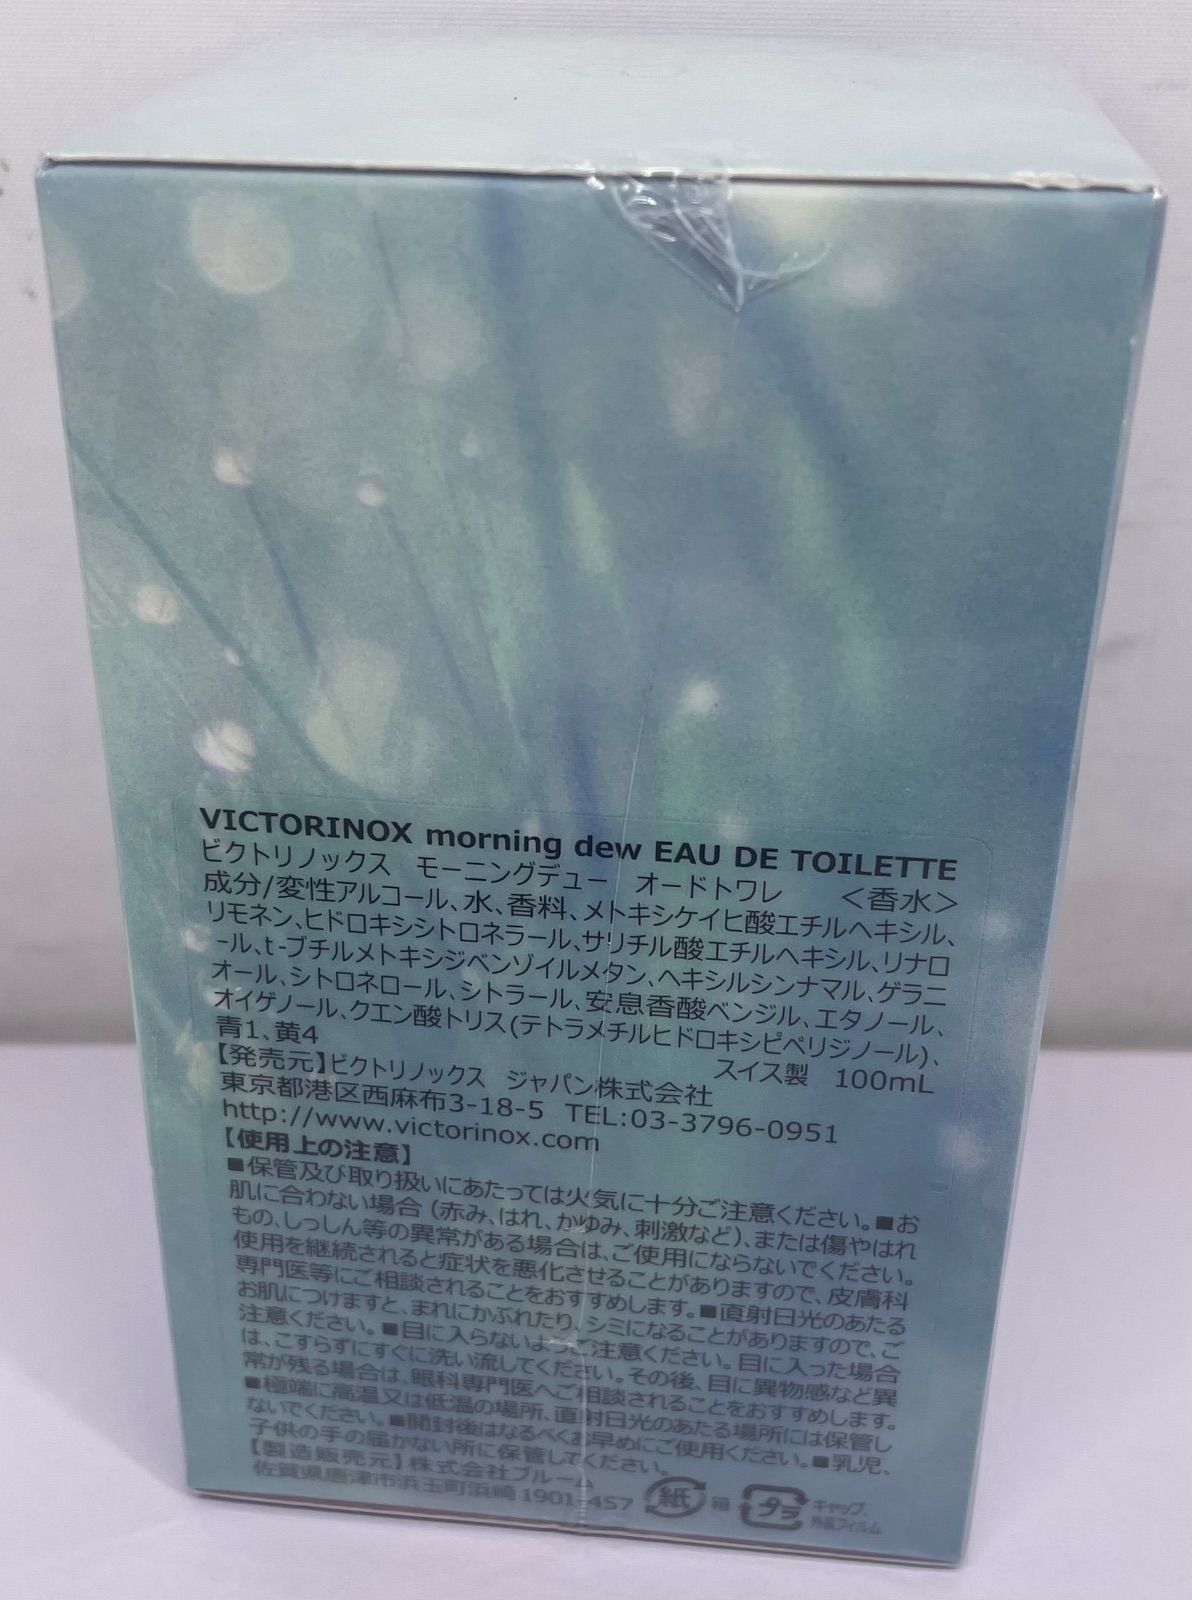 VICTORINOX morning dew EAU DE TOILETTE
ビクトリノックス　モーニングデュー　オードトワレ　＜香水＞
成分/変性アルコール、水、香料、メトキシケイヒ酸エチルヘキシル、
リモネン、ヒドロキシシトロネラール、サリチル酸エチルヘキシル、リナロ
-ル、t-ブチルメトキシジベンゾイルメタン、ヘキシルシンナマル、ゲラニ
オール、シトロネロール、シトラール、安息香酸ベンジル、エタノール、
オイゲノール、クエン酸トリス(テトラメチルヒドロキシピペリジノール)、
青1、黄4　スイス製　100mL
【発売元】ビクトリノックス　ジャパン株式会社
東京都港区西麻布3-18-5　TEL:03-3796-0951
http://www.victorinox.com
【使用上の注意】
■保管及び取り扱いにあたっては火気に十分ご注意ください。■お
肌に合わない場合 (赤み、はれ、かゆみ、刺激など)、または傷やはれ
もの、しっしん等の異常がある場合は、ご使用にならないでください。
使用を継続されると症状を悪化させることがありますので、皮膚科
専門医等にご相談されることをおすすめします。■直射日光のあたる
お肌につけますと、まれにかぶれたり、シミになることがありますので、ご
注意ください。■目に入らないようご注意ください。目に入った場合
は、こすらずにすぐに洗い流してください。その後、目に異物感など異
常が残る場合は、眼科専門医へご相談されることをおすすめします。
■極端に高温又は低温の場所、直射日光のあたる場所には保管し
ないでください。■開封後はなるべくお早めにご使用ください。■乳児、
子供の手の届かない所に保管してください。
【製造販売元】株式会社ブルーム
佐賀県唐津市浜玉町浜崎1901-457
紙 箱 プラ キャップ、
外装フィルム